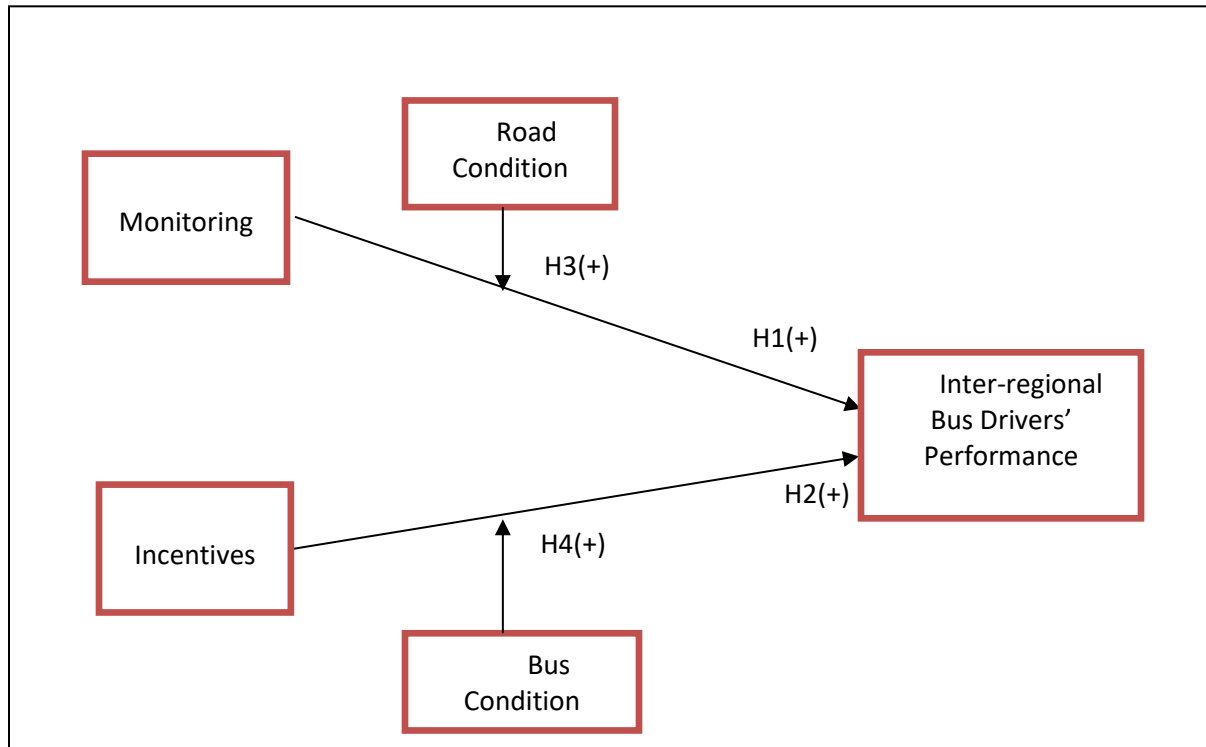 Road
Condition
Monitoring
H3(+)
H1(+)
Inter-regional
Bus Drivers’
Performance
H2(+)
Incentives
H4(+)
Bus
Condition